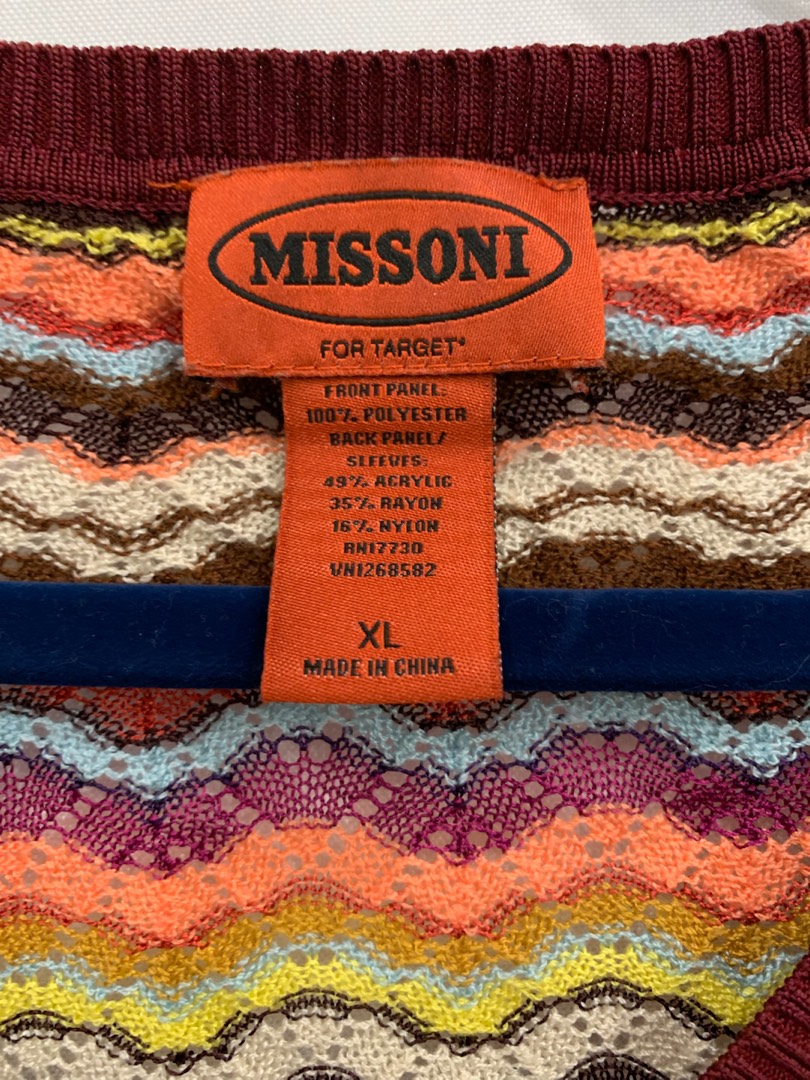 MISSONI
FOR TARGET®
FRONT PANEL:
100% POLYESTER
BACK PANEL/
SLEEVES:
49% ACRYLIC
35% RAYON
16% NYLON
RN17730
VN1268582
XL
MADE IN CHINA